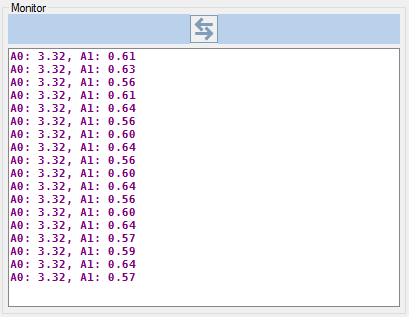 Monitor
A0: 3.32, A1: 0.61
A0: 3.32, A1: 0.63
A0: 3.32, A1: 0.56
A0: 3.32, A1: 0.61
A0: 3.32, A1: 0.64
A0: 3.32, A1: 0.56
A0: 3.32, A1: 0.60
A0: 3.32, A1: 0.64
A0: 3.32, A1: 0.56
A0: 3.32, A1: 0.60
A0: 3.32, A1: 0.64
A0: 3.32, A1: 0.56
A0: 3.32, A1: 0.60
A0: 3.32, A1: 0.64
A0: 3.32, A1: 0.57
A0: 3.32, A1: 0.59
A0: 3.32, A1: 0.64
A0: 3.32, A1: 0.57